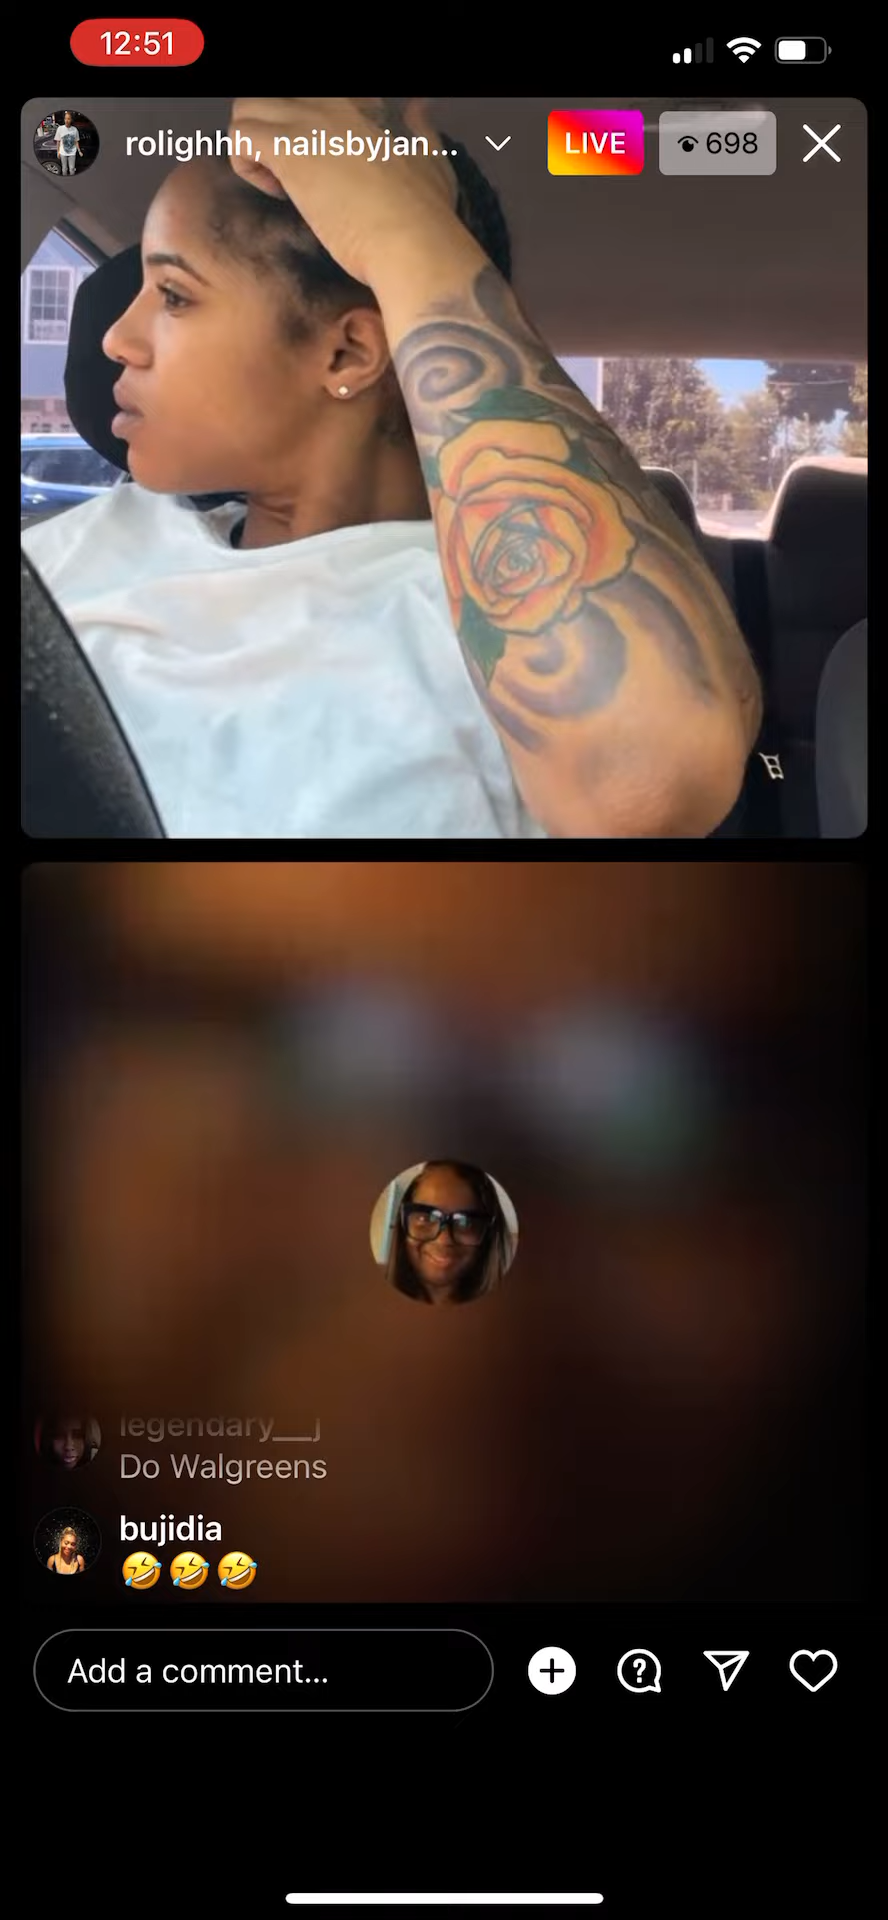 12:51
rolighhh, nailsbyjan...
LIVE
698
legendary__j
Do Walgreens
bujidia
🤣🤣🤣
Add a comment...